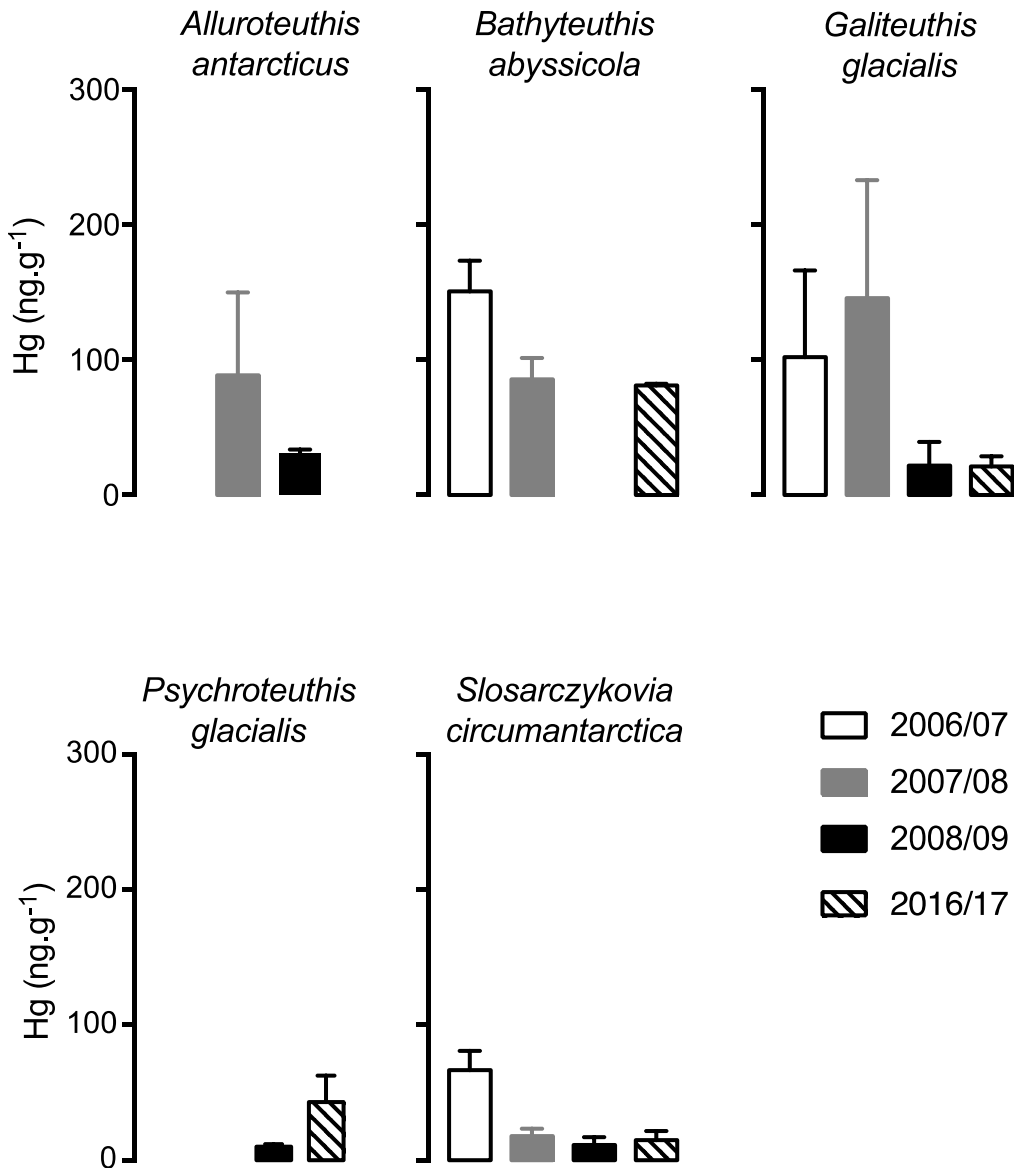 Alluroteuthis
antarcticus
Bathyteuthis
abyssicola
Galiteuthis
glacialis
300
200
100
0
Hg (ng.g-1)
Psychroteuthis
glacialis
Slosarczykovia
circumantarctica
300
200
100
0
Hg (ng.g-1)
2006/07
2007/08
2008/09
2016/17